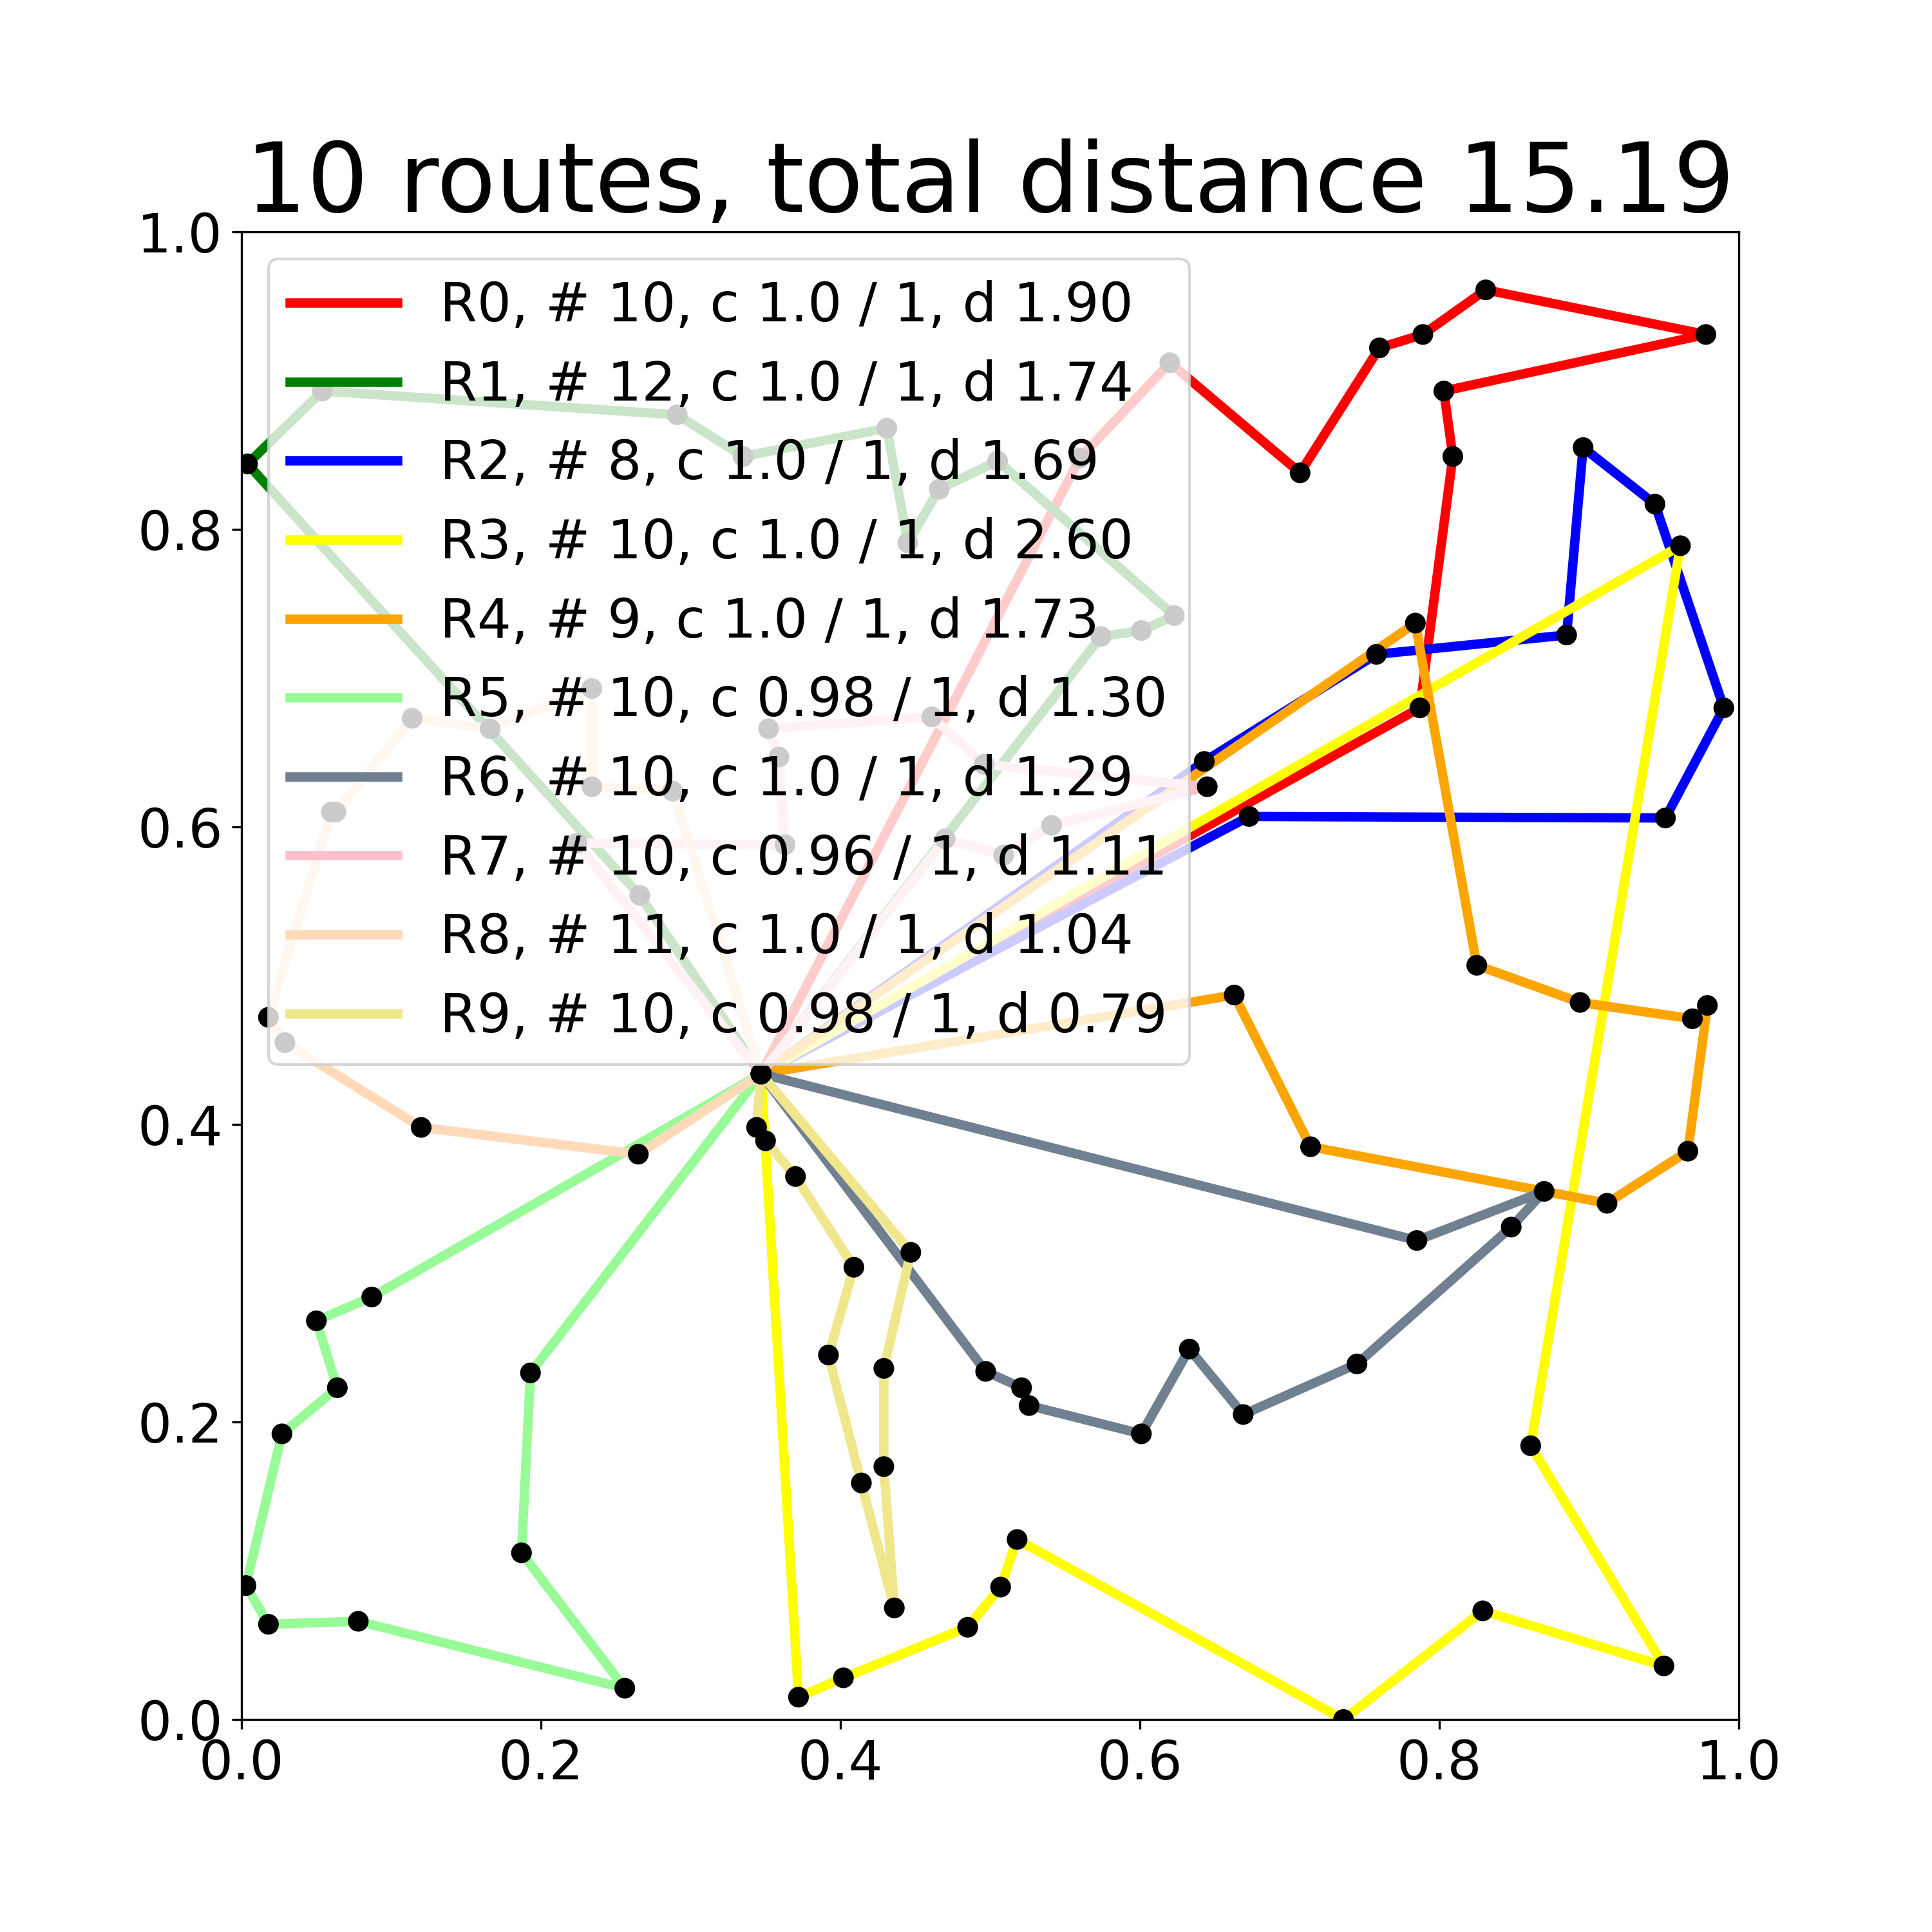 10 routes, total distance 15.19
1.0
0.8
0.6
0.4
0.2
0.0
R0, # 10, c 1.0 / 1, d 1.90
R1, # 12, c 1.0 / 1, d 1.74
R2, # 8, c 1.0 / 1, d 1.69
R3, # 10, c 1.0 / 1, d 2.60
R4, # 9, c 1.0 / 1, d 1.73
R5, # 10, c 0.98 / 1, d 1.30
R6, # 10, c 1.0 / 1, d 1.29
R7, # 10, c 0.96 / 1, d 1.11
R8, # 11, c 1.0 / 1, d 1.04
R9, # 10, c 0.98 / 1, d 0.79
0.0 0.2 0.4 0.6 0.8 1.0